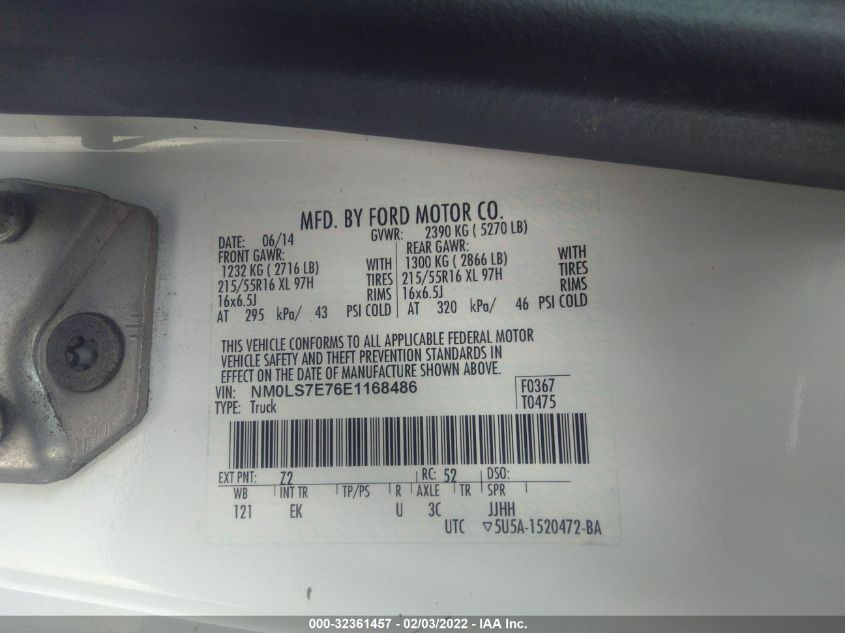 MFD. BY FORD MOTOR CO.
DATE: 06/14 GVWR: 2390 KG ( 5270 LB)
FRONT GAWR: REAR GAWR:
1232 KG ( 2716 LB) WITH 1300 KG ( 2866 LB) WITH
215/55R16 XL 97H TIRES 215/55R16 XL 97H TIRES
16x6.5J RIMS 16x6.5J RIMS
AT 295 kPa/ 43 PSI COLD AT 320 kPa/ 46 PSI COLD
THIS VEHICLE CONFORMS TO ALL APPLICABLE FEDERAL MOTOR
VEHICLE SAFETY AND THEFT PREVENTION STANDARDS IN
EFFECT ON THE DATE OF MANUFACTURE SHOWN ABOVE.
VIN: NM0LS7E76E1168486 F0367
TYPE: Truck T0475
EXT PNT: Z2 RC: 52 DSO:
WB INT TR TP/PS R AXLE TR SPR
121 EK U 3C JJHH
UTC ▽5U5A-1520472-BA
000-32361457 - 02/03/2022 - IAA Inc.